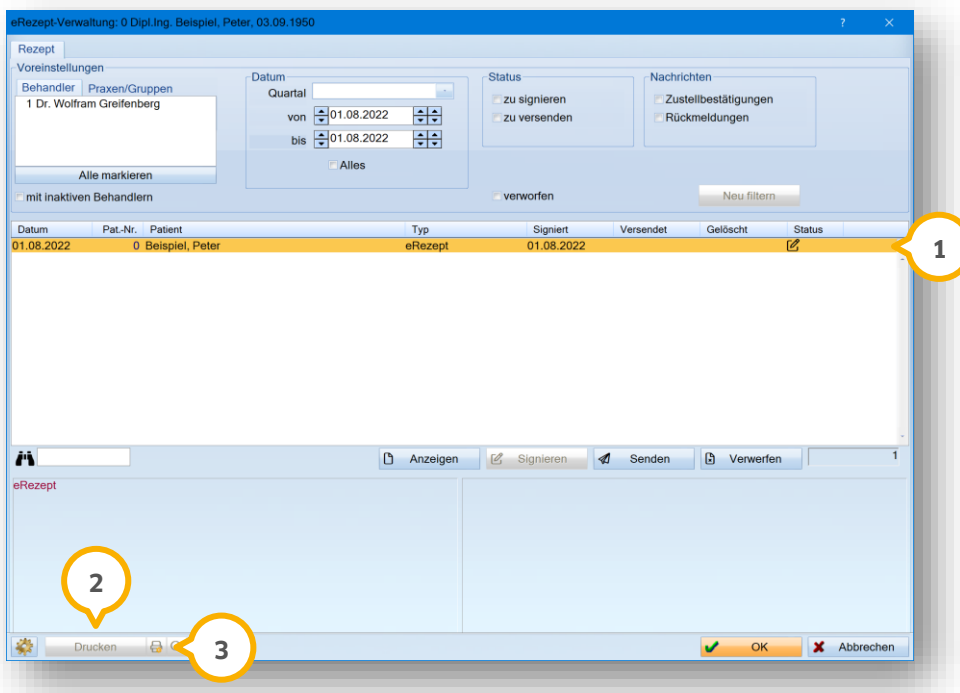 eRezept-Verwaltung: 0 Dipl.Ing. Beispiel, Peter, 03.09.1950 ?
Rezept
Voreinstellungen
Behandler Praxen/Gruppen
1 Dr. Wolfram Greifenberg
Alle markieren
mit inaktiven Behandlern
Datum
Quartal
von 01.08.2022
bis 01.08.2022
Alles
Status
zu signieren
zu versenden
verworfen
Nachrichten
Zustellbestätigungen
Rückmeldungen
Neu filtern
Datum Pat.-Nr. Patient Typ Signiert Versendet Gelöscht Status
01.08.2022 0 Beispiel, Peter eRezept 01.08.2022
1
Anzeigen Signieren Senden Verwerfen 1
eRezept
2
Drucken
3
OK Abbrechen